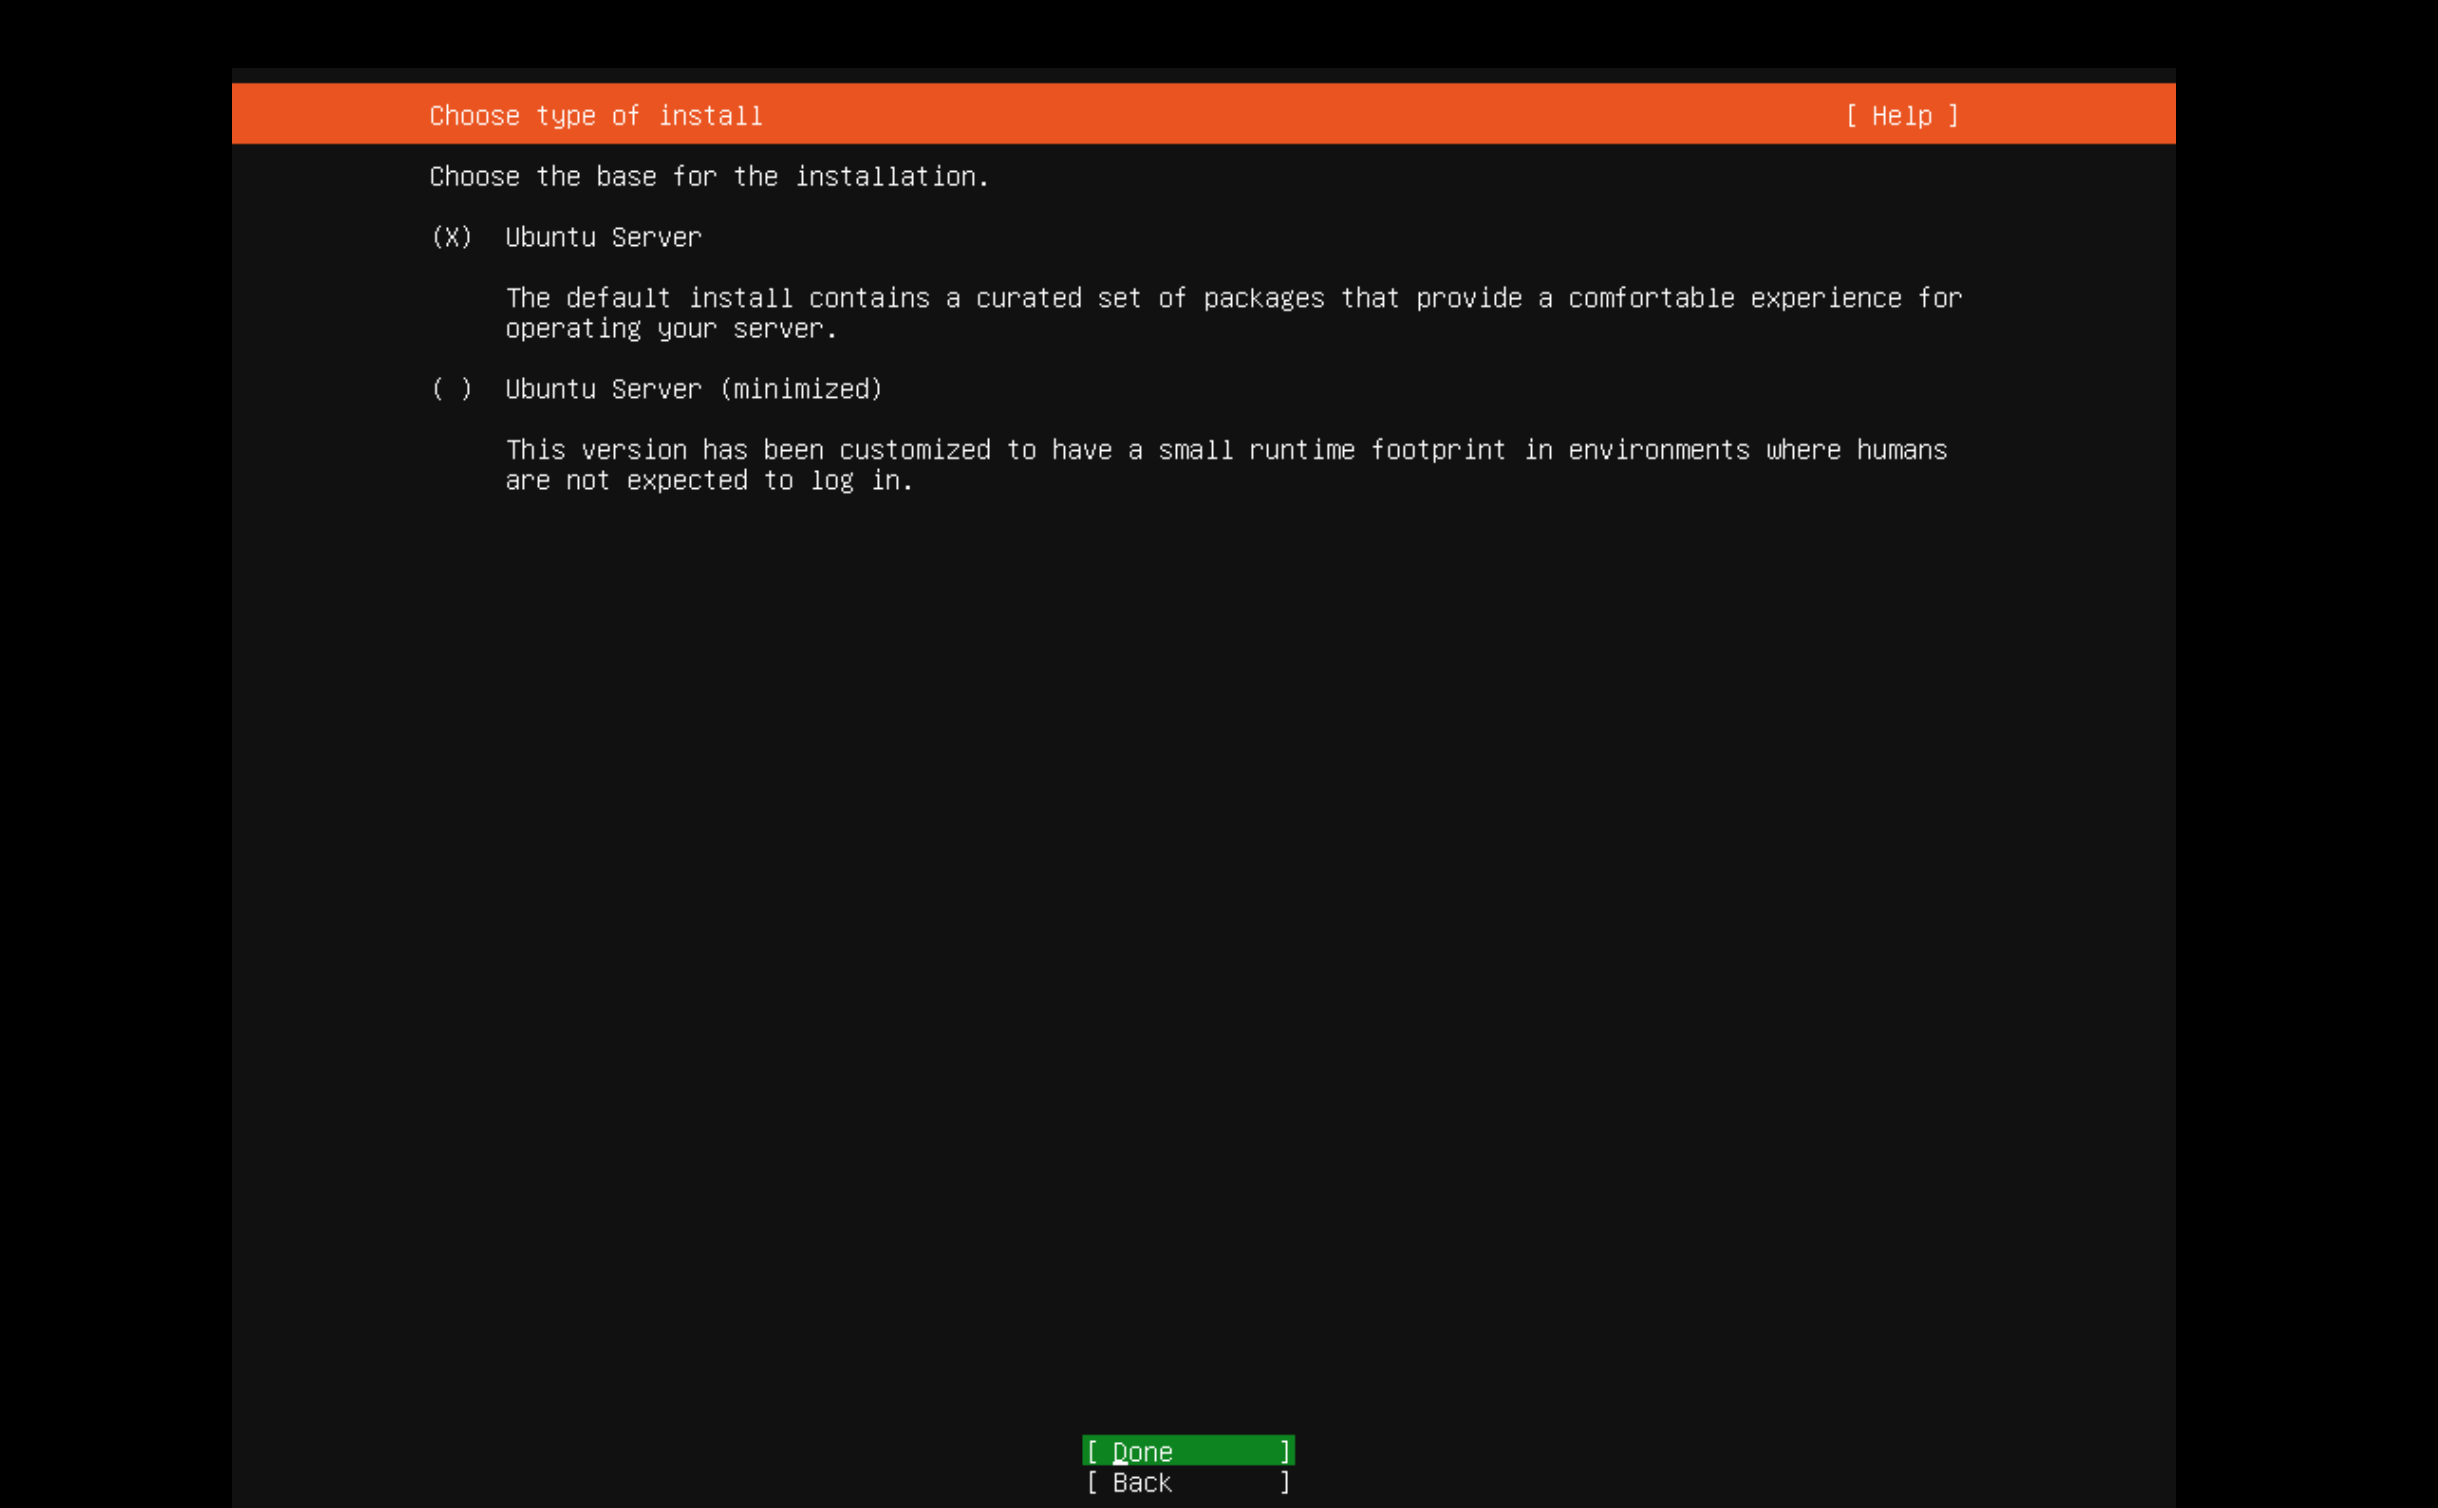 Choose type of install [ Help ]
Choose the base for the installation.
(X) Ubuntu Server
The default install contains a curated set of packages that provide a comfortable experience for
operating your server.
( ) Ubuntu Server (minimized)
This version has been customized to have a small runtime footprint in environments where humans
are not expected to log in.
[ Done ]
[ Back ]